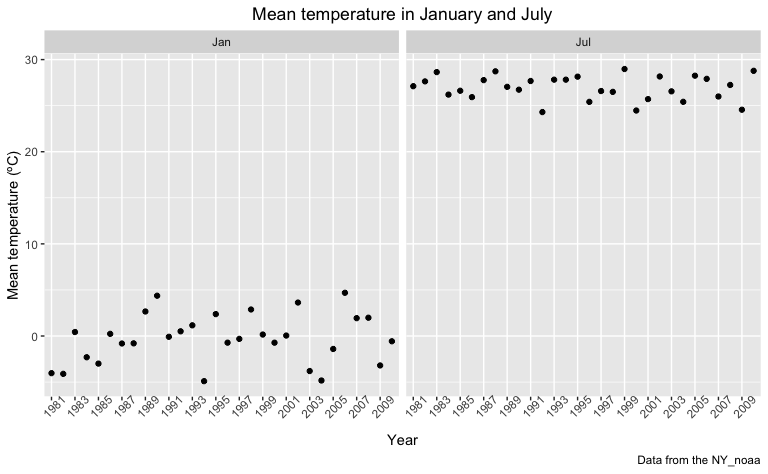 Mean temperature in January and July
Jan Jul
Mean temperature (ºC)
30
20
10
0
1981 1983 1985 1987 1989 1991 1993 1995 1997 1999 2001 2003 2005 2007 2009 1981 1983 1985 1987 1989 1991 1993 1995 1997 1999 2001 2003 2005 2007 2009
Year
Data from the NY_noaa